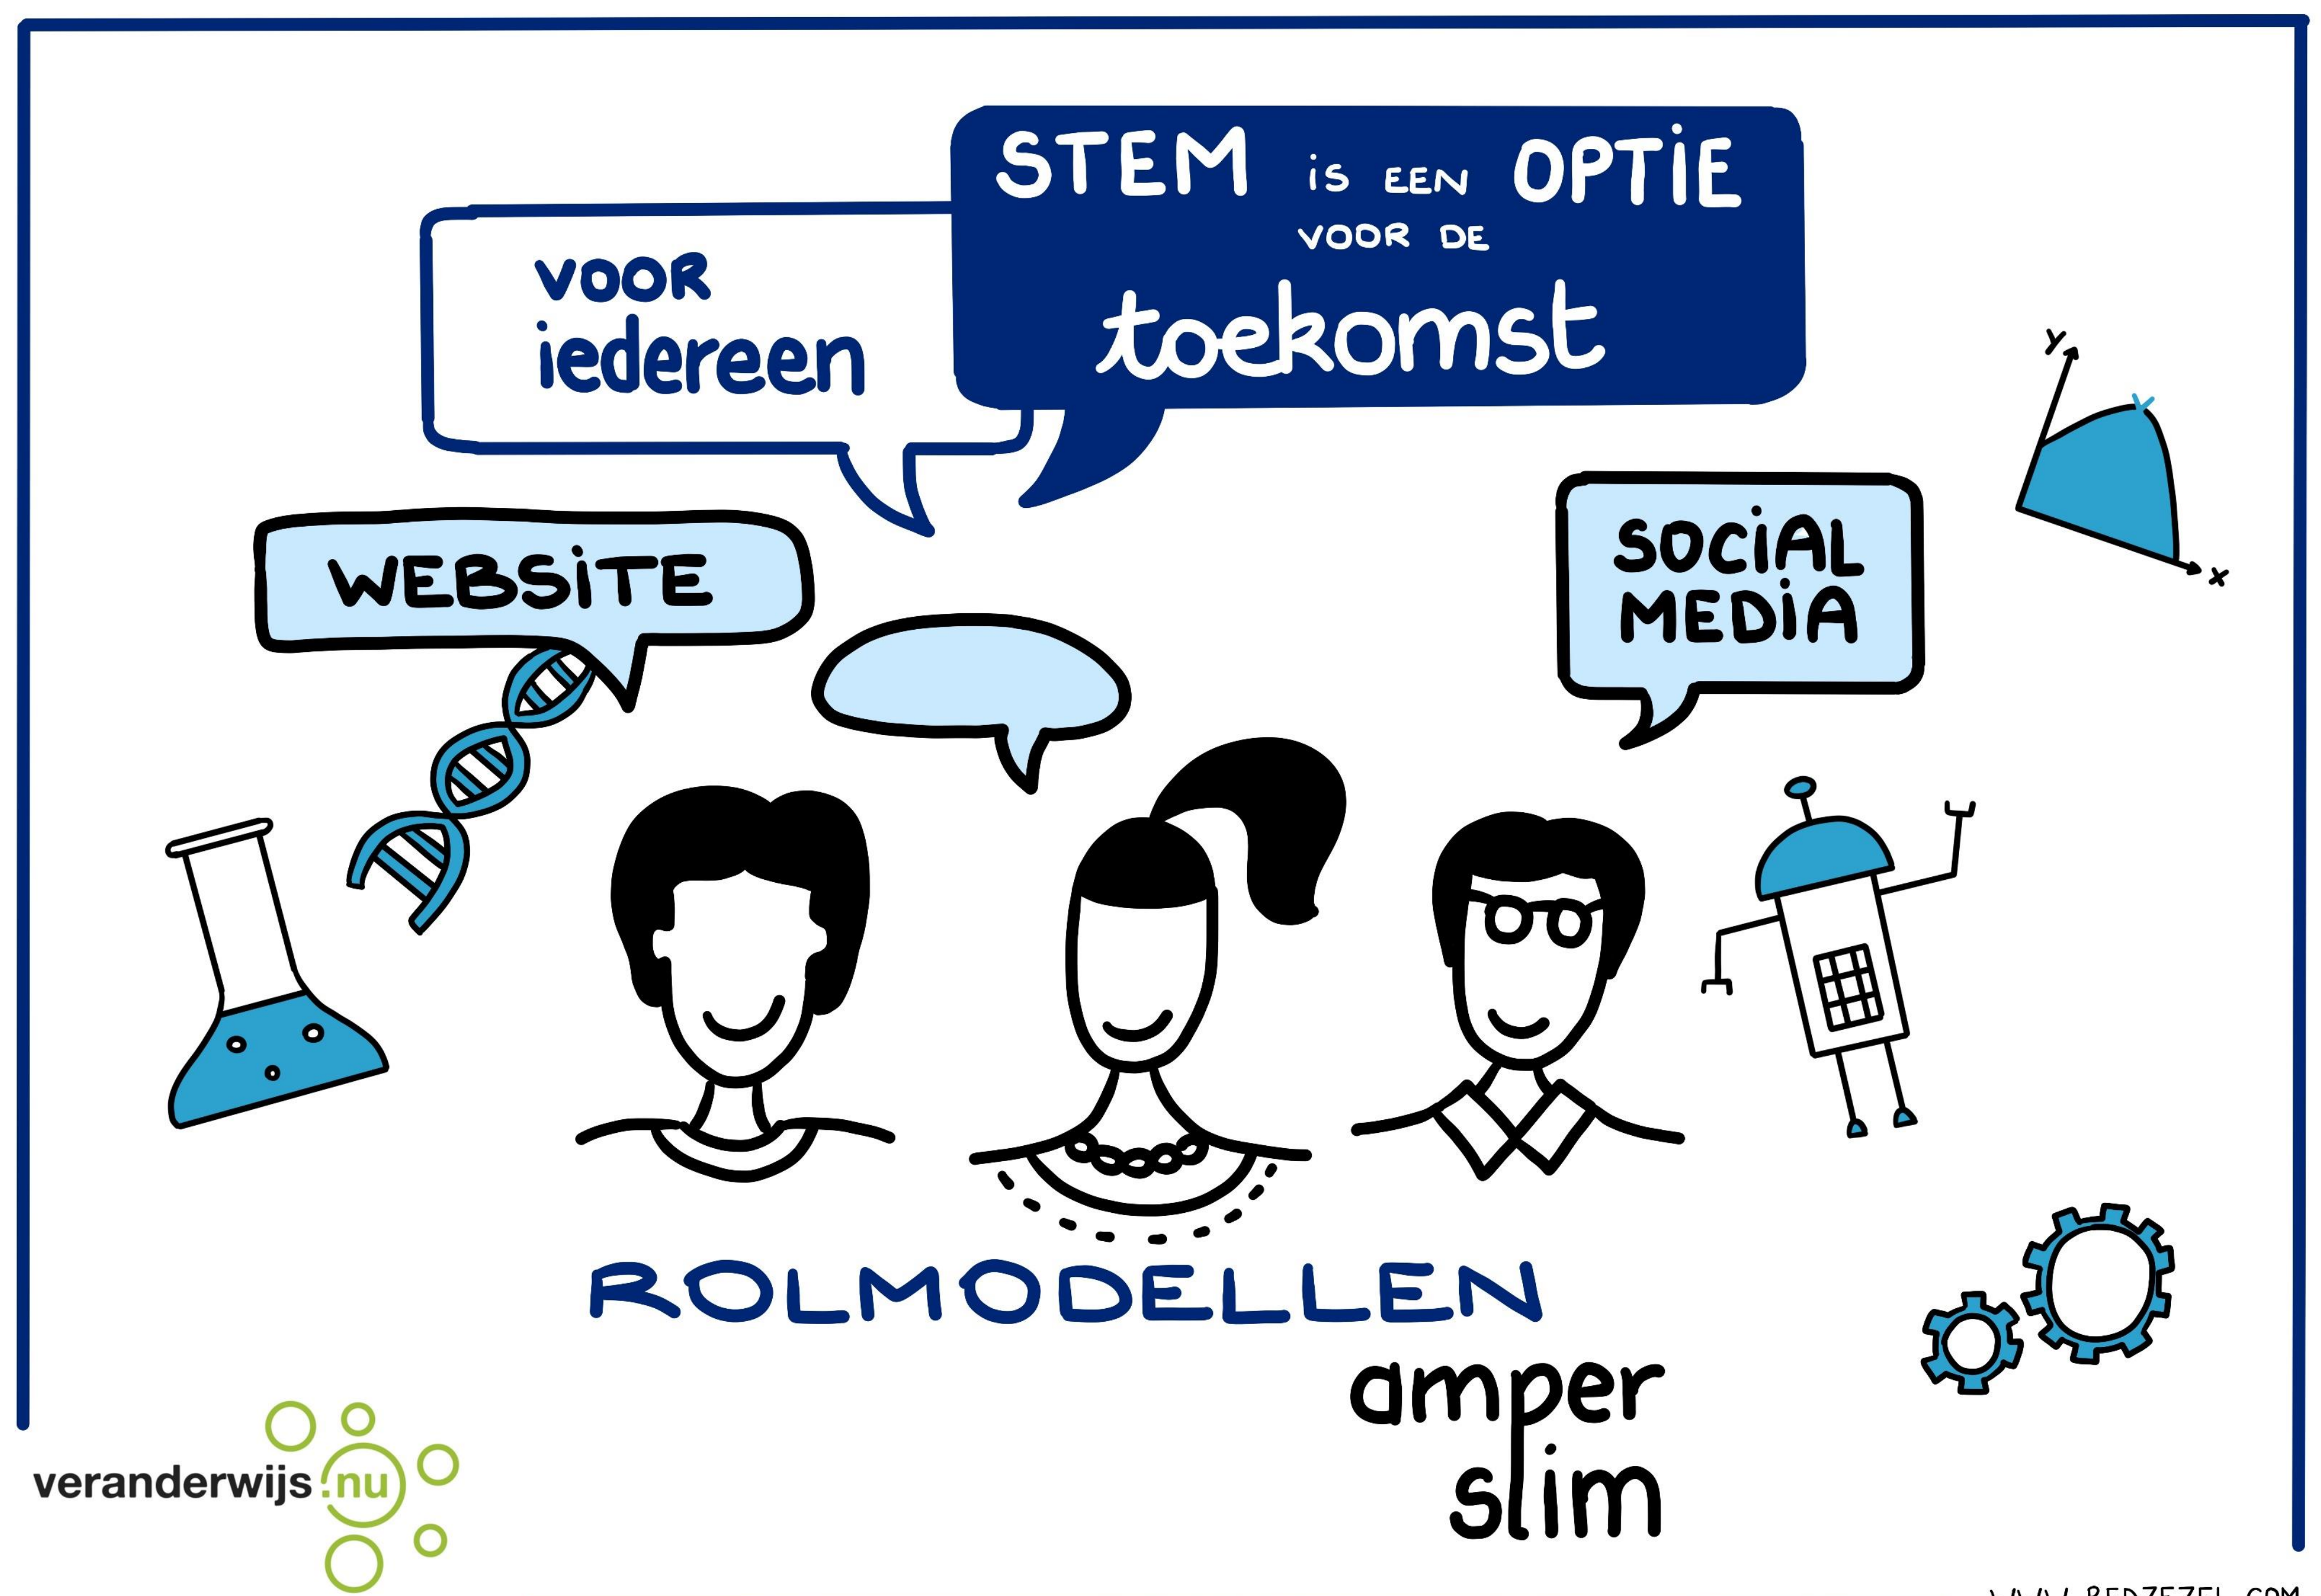 STEM is EEN OPTiE
VOOR DE
toekomst
VOOR
iedereen
WEBSiTE
SOCiAL
MEDiA
y
x
ROLMODELLEN
amper
slim
veranderwijs.nu